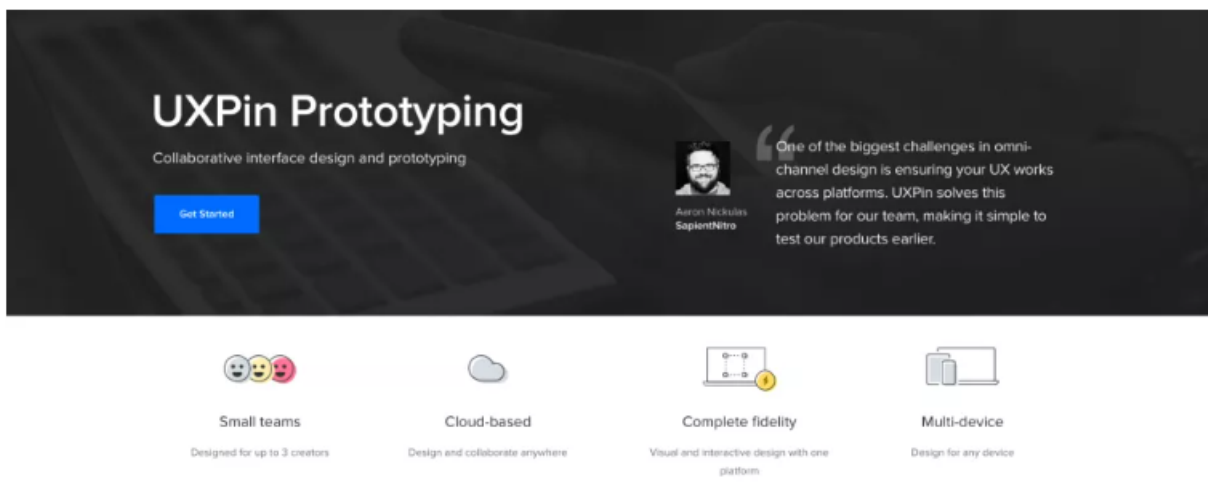 UXPin Prototyping
Collaborative interface design and prototyping
Get Started
“
One of the biggest challenges in omni-
channel design is ensuring your UX works
across platforms. UXPin solves this
problem for our team, making it simple to
test our products earlier.
Aaron Nickulas
SapientNitro
Small teams
Designed for up to 3 creators
Cloud-based
Design and collaborate anywhere
Complete fidelity
Visual and interactive design with one
platform
Multi-device
Design for any device